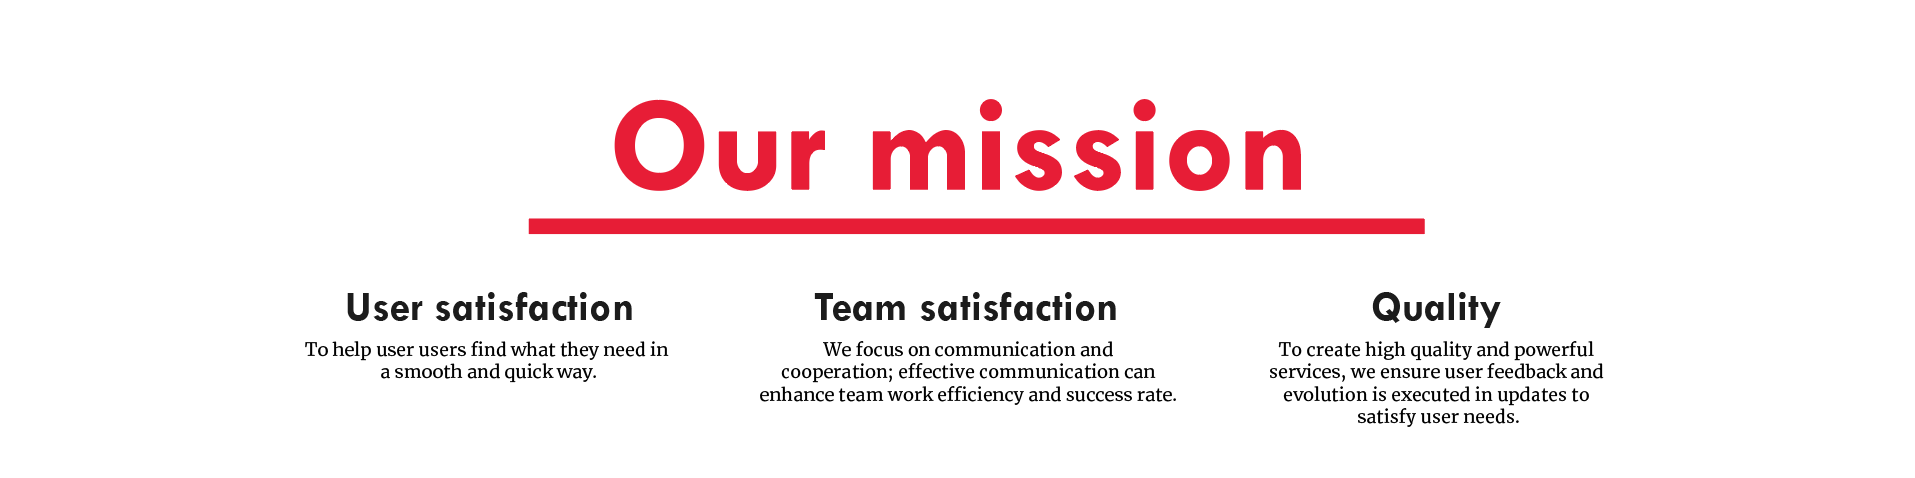 Our mission
User satisfaction
To help user users find what they need in
a smooth and quick way.
Team satisfaction
We focus on communication and
cooperation; effective communication can
enhance team work efficiency and success rate.
Quality
To create high quality and powerful
services, we ensure user feedback and
evolution is executed in updates to
satisfy user needs.